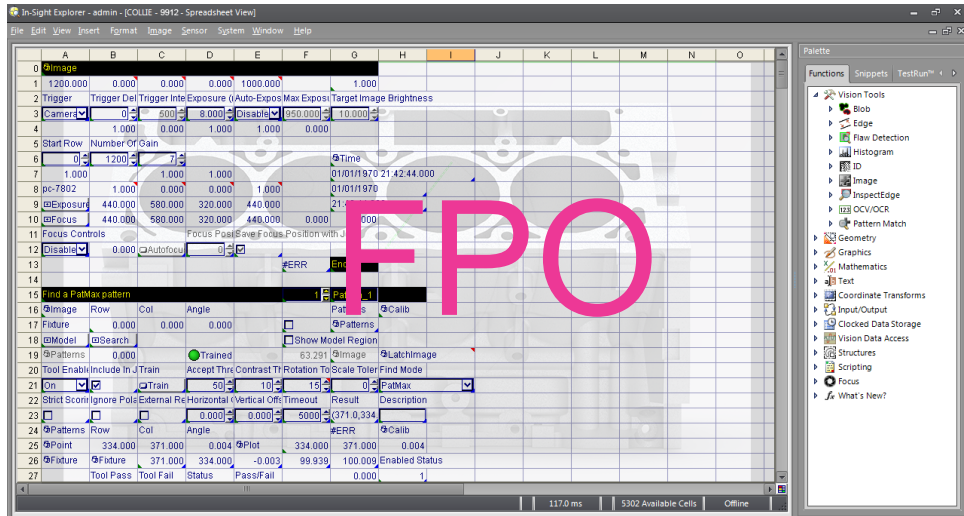 In-Sight Explorer - admin - [COLLIE - 9912 - Spreadsheet View]
File Edit View Insert Format Image Sensor System Window Help
A B C D E F G H I J K L M N O
0 Image
1 1200.000 0.000 0.000 0.000 1000.000 1.000
2 Trigger Trigger Del Trigger Inte Exposure (i Auto-Expos Max Exposi Target Image Brightness
3 Camera 0 500 8.000 Disable 950.000 10.000
4 1.000 0.000 1.000 1.000 0.000
5 Start Row Number Of Gain
6 0 1200 7 Time
7 1.000 1.000 1.000 01/01/1970 21:42:44.000
8 pc-7802 1.000 0.000 0.000 1.000 01/01/1970
9 Exposure 440.000 580.000 320.000 440.000
10 Focus 440.000 580.000 320.000 440.000 0.000
11 Focus Controls Focus Posi Save Focus Position with
12 Disable 0.000 Autofocu 0
13 #ERR
14
15 Find a PatMax pattern 1
16 Image Row Col Angle Calib
17 Fixture 0.000 0.000 0.000 Patterns
18 Model Search Show Model Region
19 Patterns 0.000 Trained 63.291 Image LatchImage
20 Tool Enabl Include In J Train Accept Thre Contrast Tl Rotation To Scale Toler Find Mode
21 On Train 50 10 15 0 PatMax
22 Strict Scorin Ignore Pola External Re Horizontal ( Vertical Offs Timeout Result Description
23 0.000 0.000 5000 (371.0,334.
24 Patterns Row Col Angle #ERR Calib
25 Point 334.000 371.000 0.004 Plot 334.000 371.000 0.004
26 Fixture Fixture 371.000 334.000 -0.003 99.939 100.009 Enabled Status
27 Tool Pass Tool Fail Status Pass/Fail 0.000 1
FPO
117.0 ms 5302 Available Cells Offline
Palette
Functions Snippets TestRun™
Vision Tools
Blob
Edge
Flaw Detection
Histogram
ID
Image
InspectEdge
OCV/OCR
Pattern Match
Geometry
Graphics
Mathematics
Text
Coordinate Transforms
Input/Output
Clocked Data Storage
Vision Data Access
Structures
Scripting
Focus
What's New?